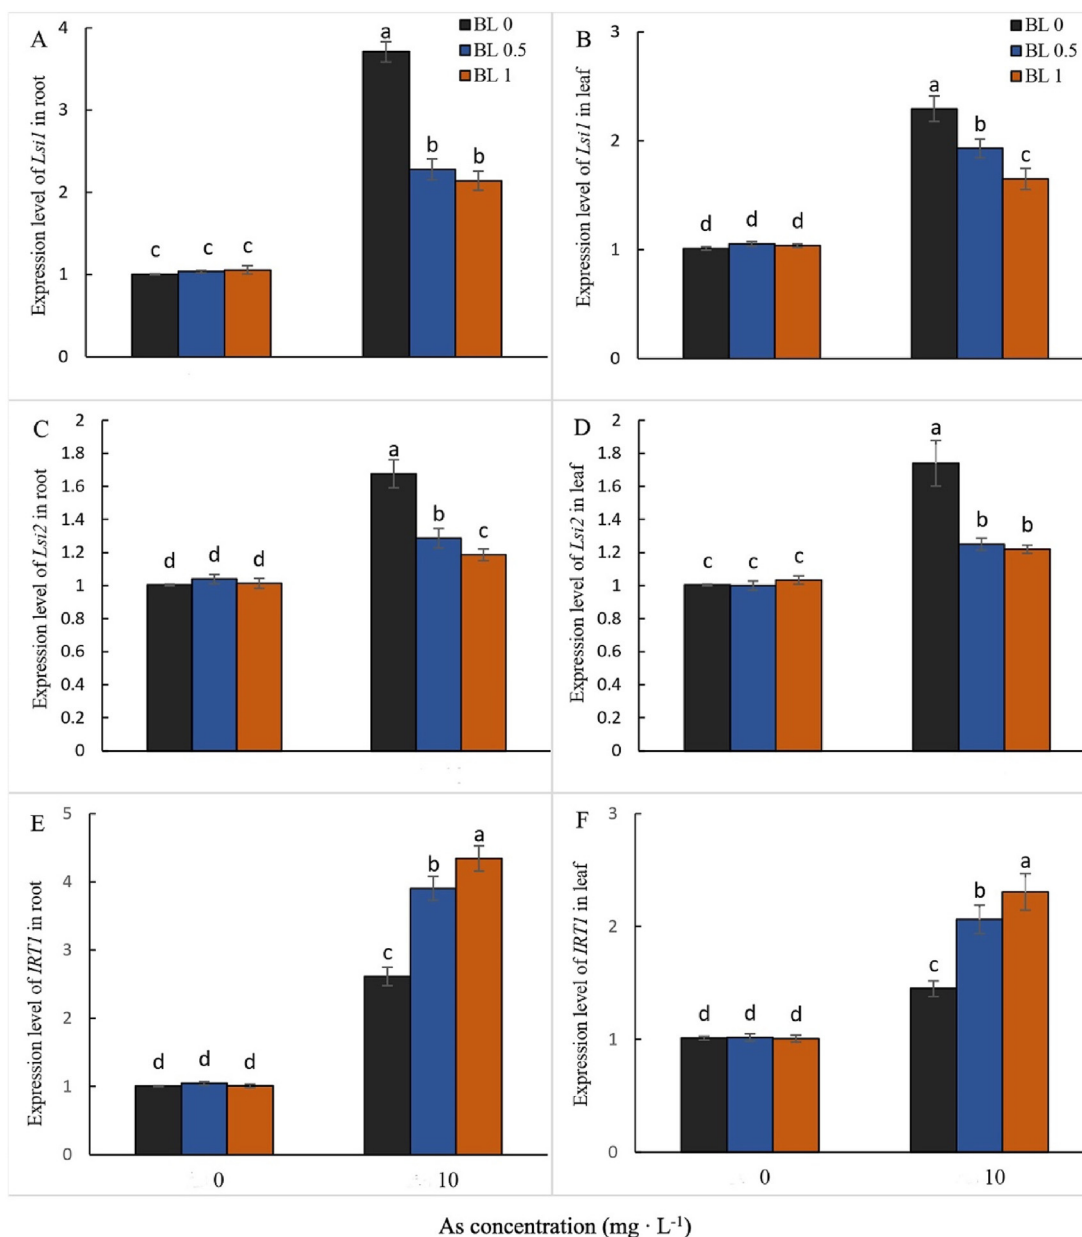 A
BL 0
BL 0.5
BL 1
Expression level of Lsi1 in root
4
3
2
1
0
c c c
a
b b
B
BL 0
BL 0.5
BL 1
Expression level of Lsi1 in leaf
3
2
1
0
d d d
a
b
c
C
Expression level of Lsi2 in root
2
1.8
1.6
1.4
1.2
1
0.8
0.6
0.4
0.2
0
d d d
a
b
c
D
Expression level of Lsi2 in leaf
2
1.8
1.6
1.4
1.2
1
0.8
0.6
0.4
0.2
0
c c c
a
b b
E
Expression level of IRT1 in root
5
4
3
2
1
0
d d d
c
b
a
0 10
F
Expression level of IRT1 in leaf
3
2
1
0
d d d
c
b
a
0 10
As concentration (mg · L-1)